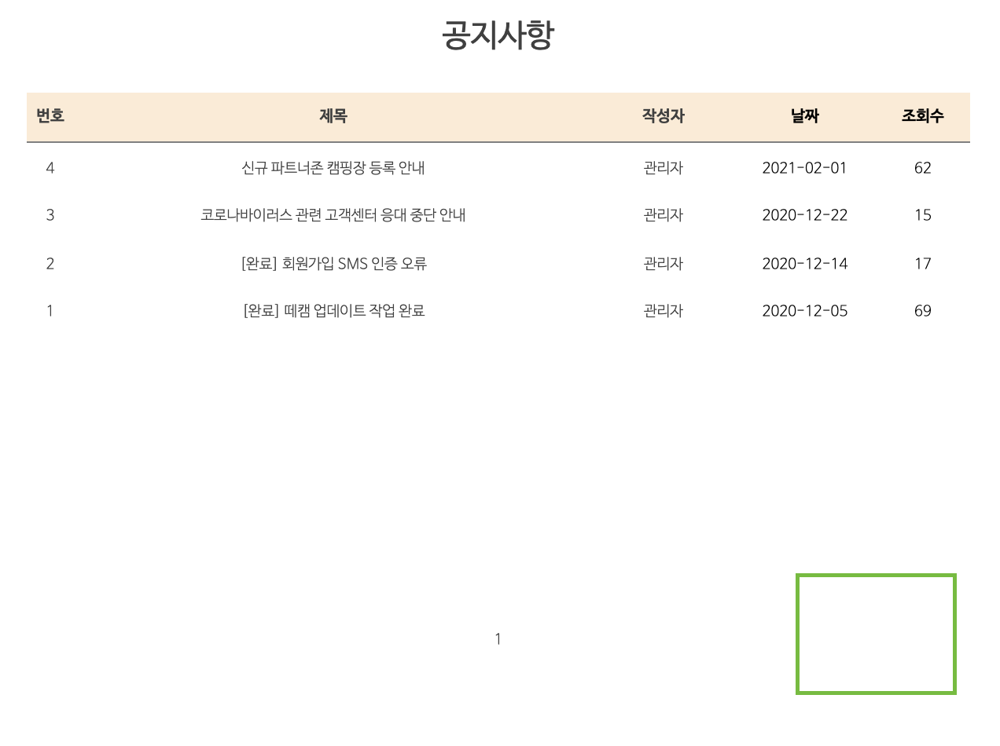 공지사항
번호 제목 작성자 날짜 조회수
4 신규 파트너존 캠핑장 등록 안내 관리자 2021-02-01 62
3 코로나바이러스 관련 고객센터 응대 중단 안내 관리자 2020-12-22 15
2 [완료] 회원가입 SMS 인증 오류 관리자 2020-12-14 17
1 [완료] 떼캠 업데이트 작업 완료 관리자 2020-12-05 69
1